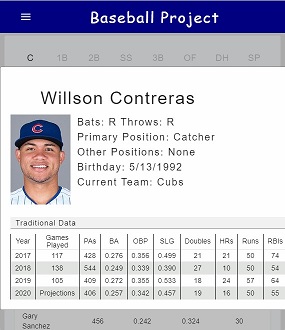 Baseball Project
C 1B 2B SS 3B OF DH SP
Willson Contreras
Bats: R Throws: R
Primary Position: Catcher
Other Positions: None
Birthday: 5/13/1992
Current Team: Cubs
Traditional Data
Year Games Played PAs BA OBP SLG Doubles HRs Runs RBIs
2017 117 428 0.276 0.356 0.499 21 21 50 74
2018 138 544 0.249 0.339 0.390 27 10 50 54
2019 105 409 0.272 0.355 0.533 18 24 57 64
2020 Projections 406 0.257 0.342 0.457 19 16 50 55
Gary Sanchez 456 0.242 0.324 30